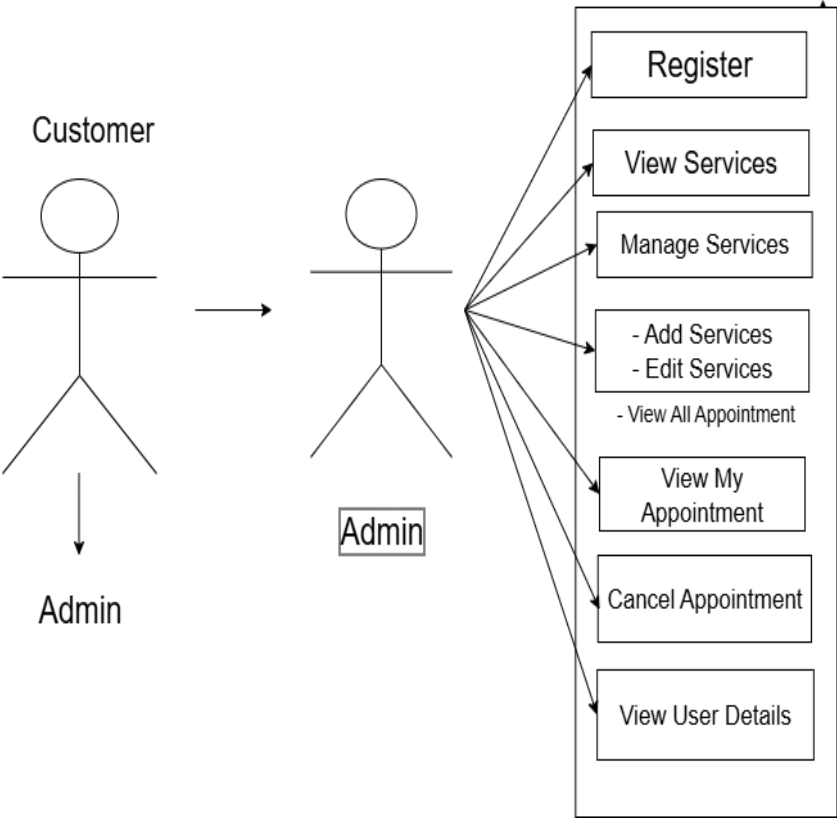 Customer
Admin
Admin
Register
View Services
Manage Services
- Add Services
- Edit Services
- View All Appointment
View My
Appointment
Cancel Appointment
View User Details